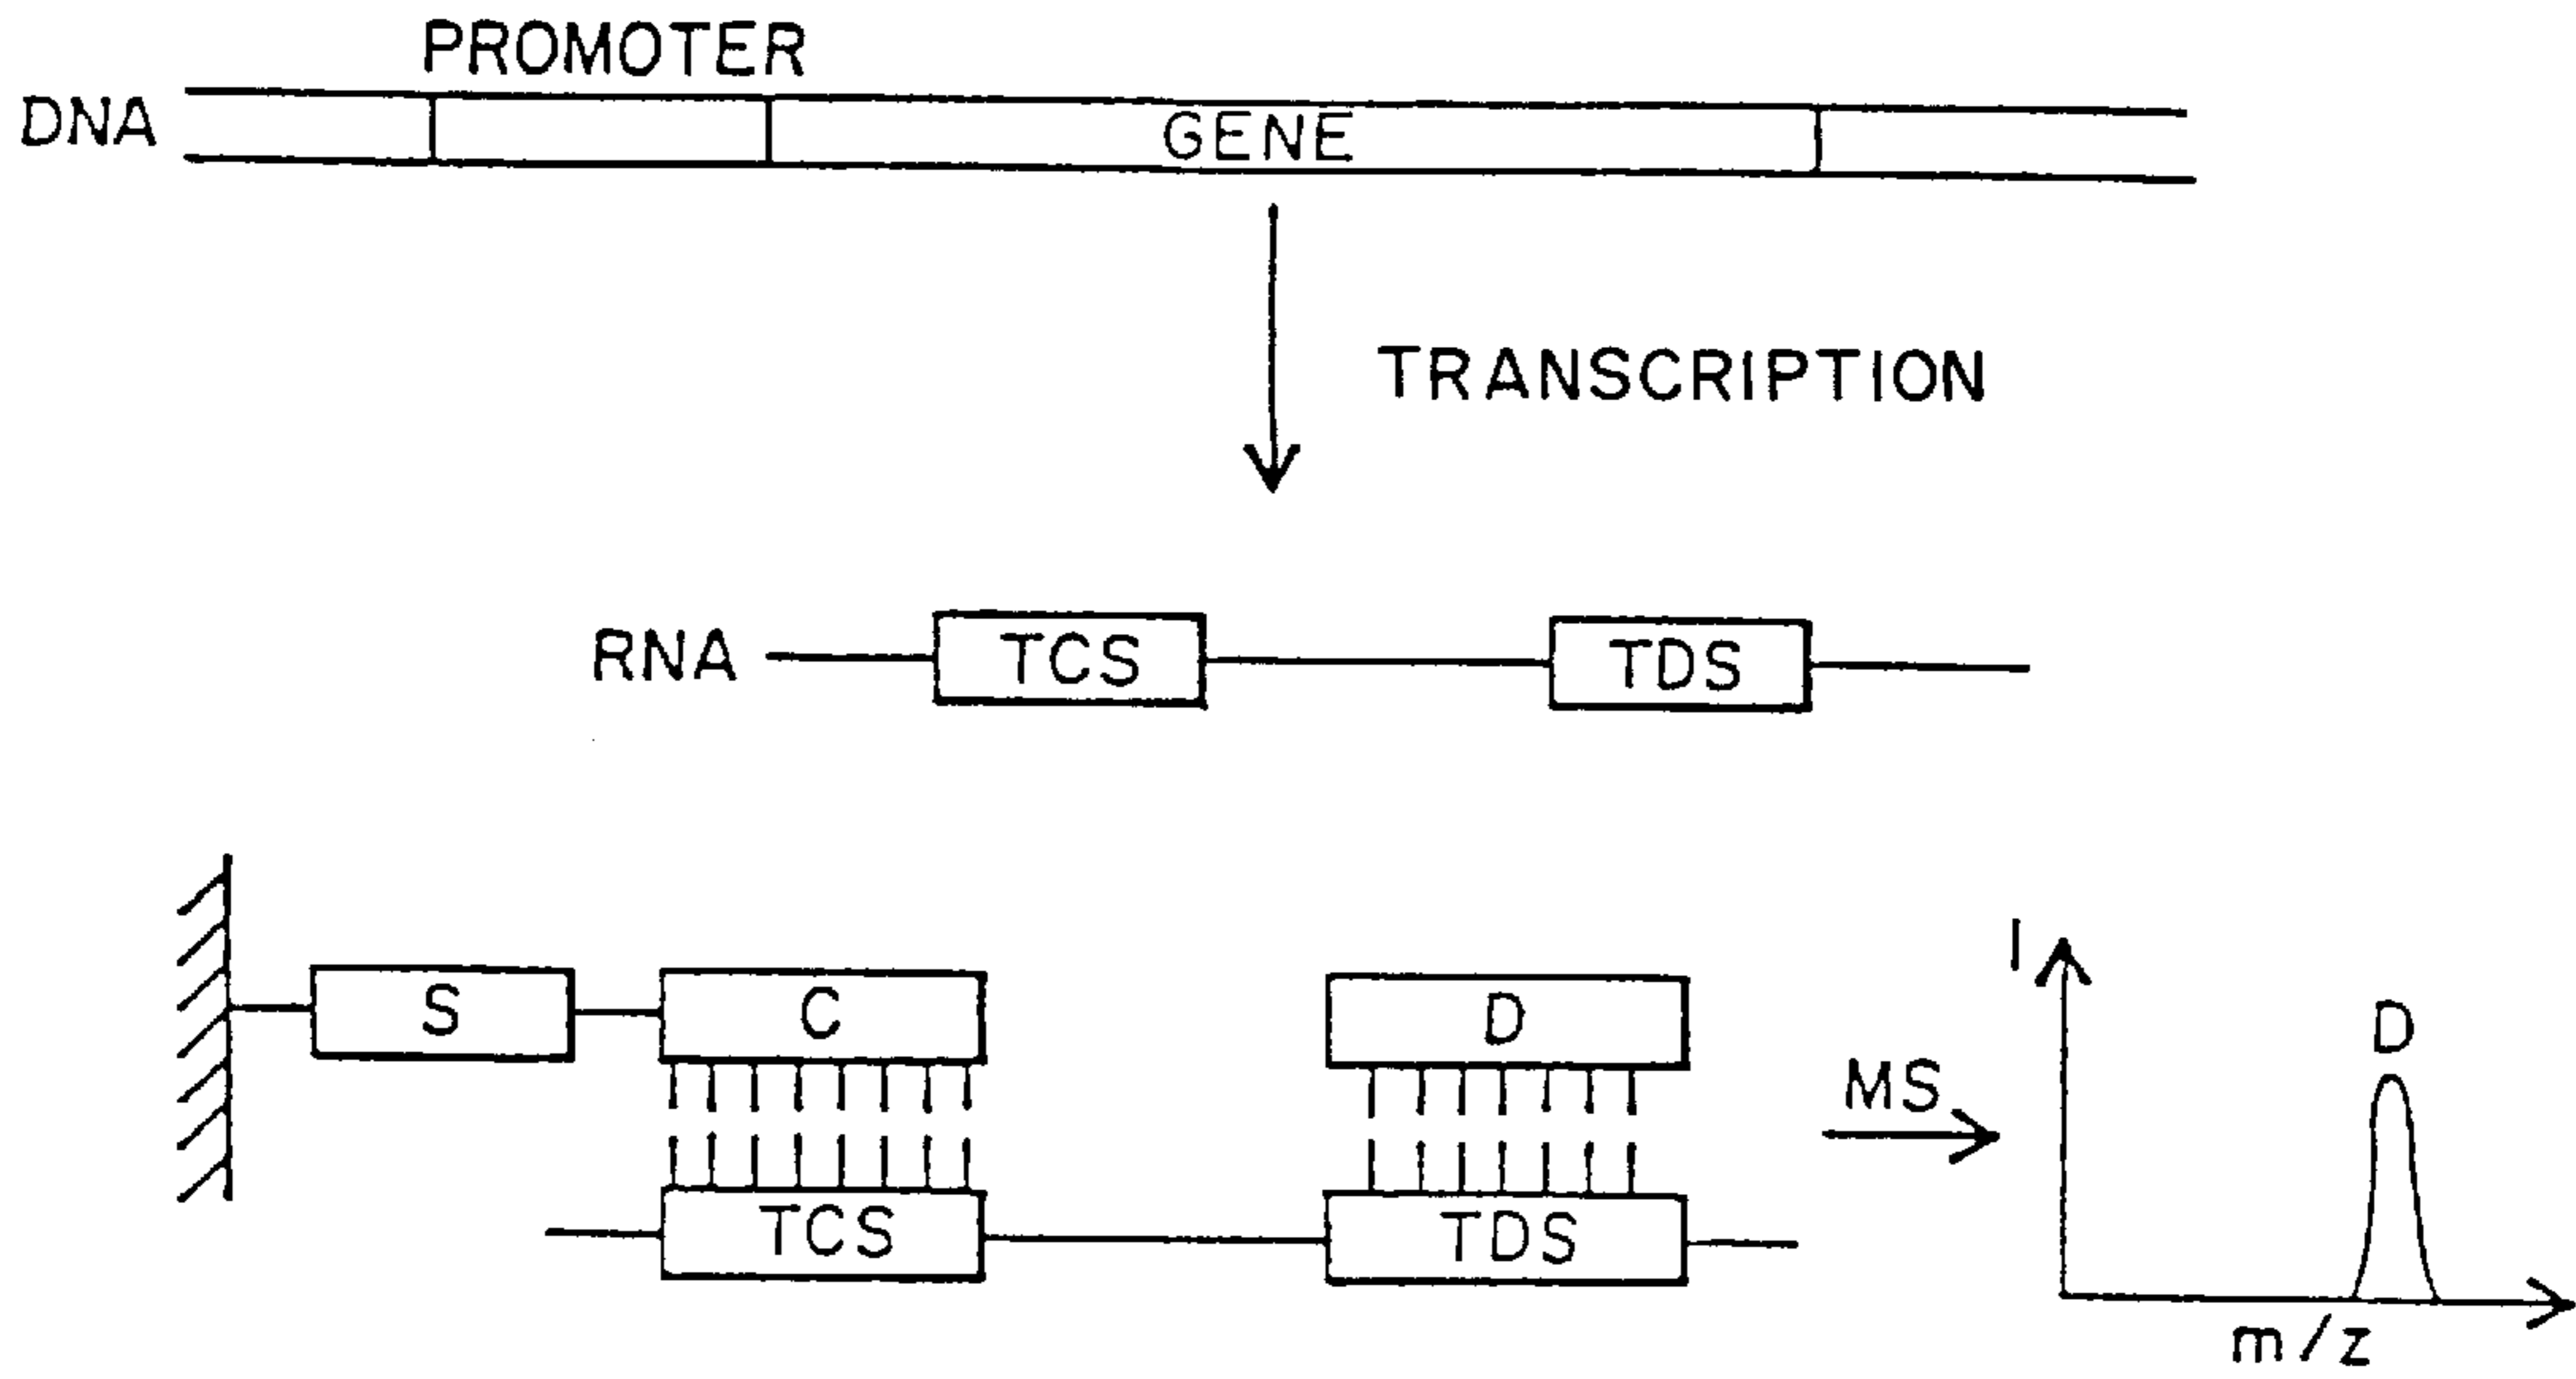 PROMOTER
DNA
GENE
TRANSCRIPTION
RNA
TCS
TDS
S
C
D
TCS
TDS
MS
I
D
m/z